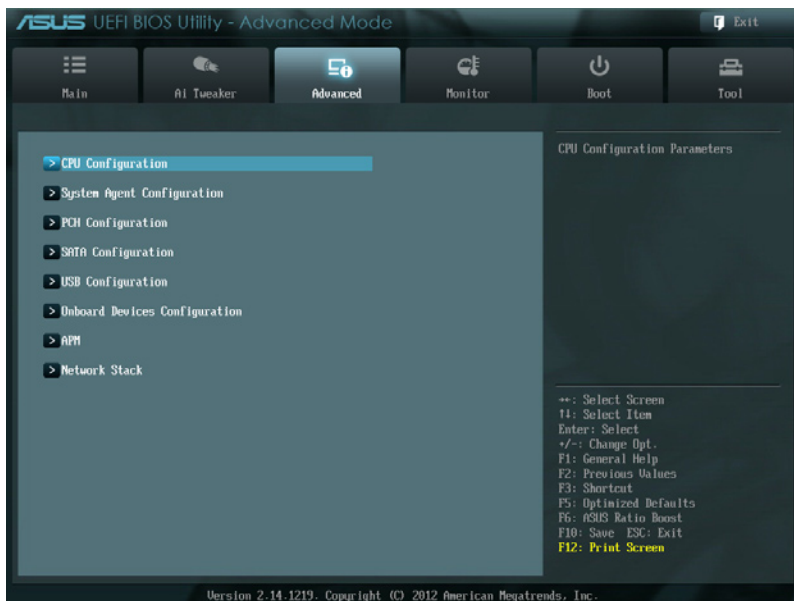 ASUS UEFI BIOS Utility - Advanced Mode
Exit
Main
Ai Tweaker
Advanced
Monitor
Boot
Tool
> CPU Configuration
> System Agent Configuration
> PCH Configuration
> SATA Configuration
> USB Configuration
> Onboard Devices Configuration
> APM
> Network Stack
CPU Configuration Parameters
→←: Select Screen
↑↓: Select Item
Enter: Select
+/-: Change Opt.
F1: General Help
F2: Previous Values
F3: Shortcut
F5: Optimized Defaults
F6: ASUS Ratio Boost
F10: Save ESC: Exit
F12: Print Screen
Version 2.14.1219. Copyright (C) 2012 American Megatrends, Inc.